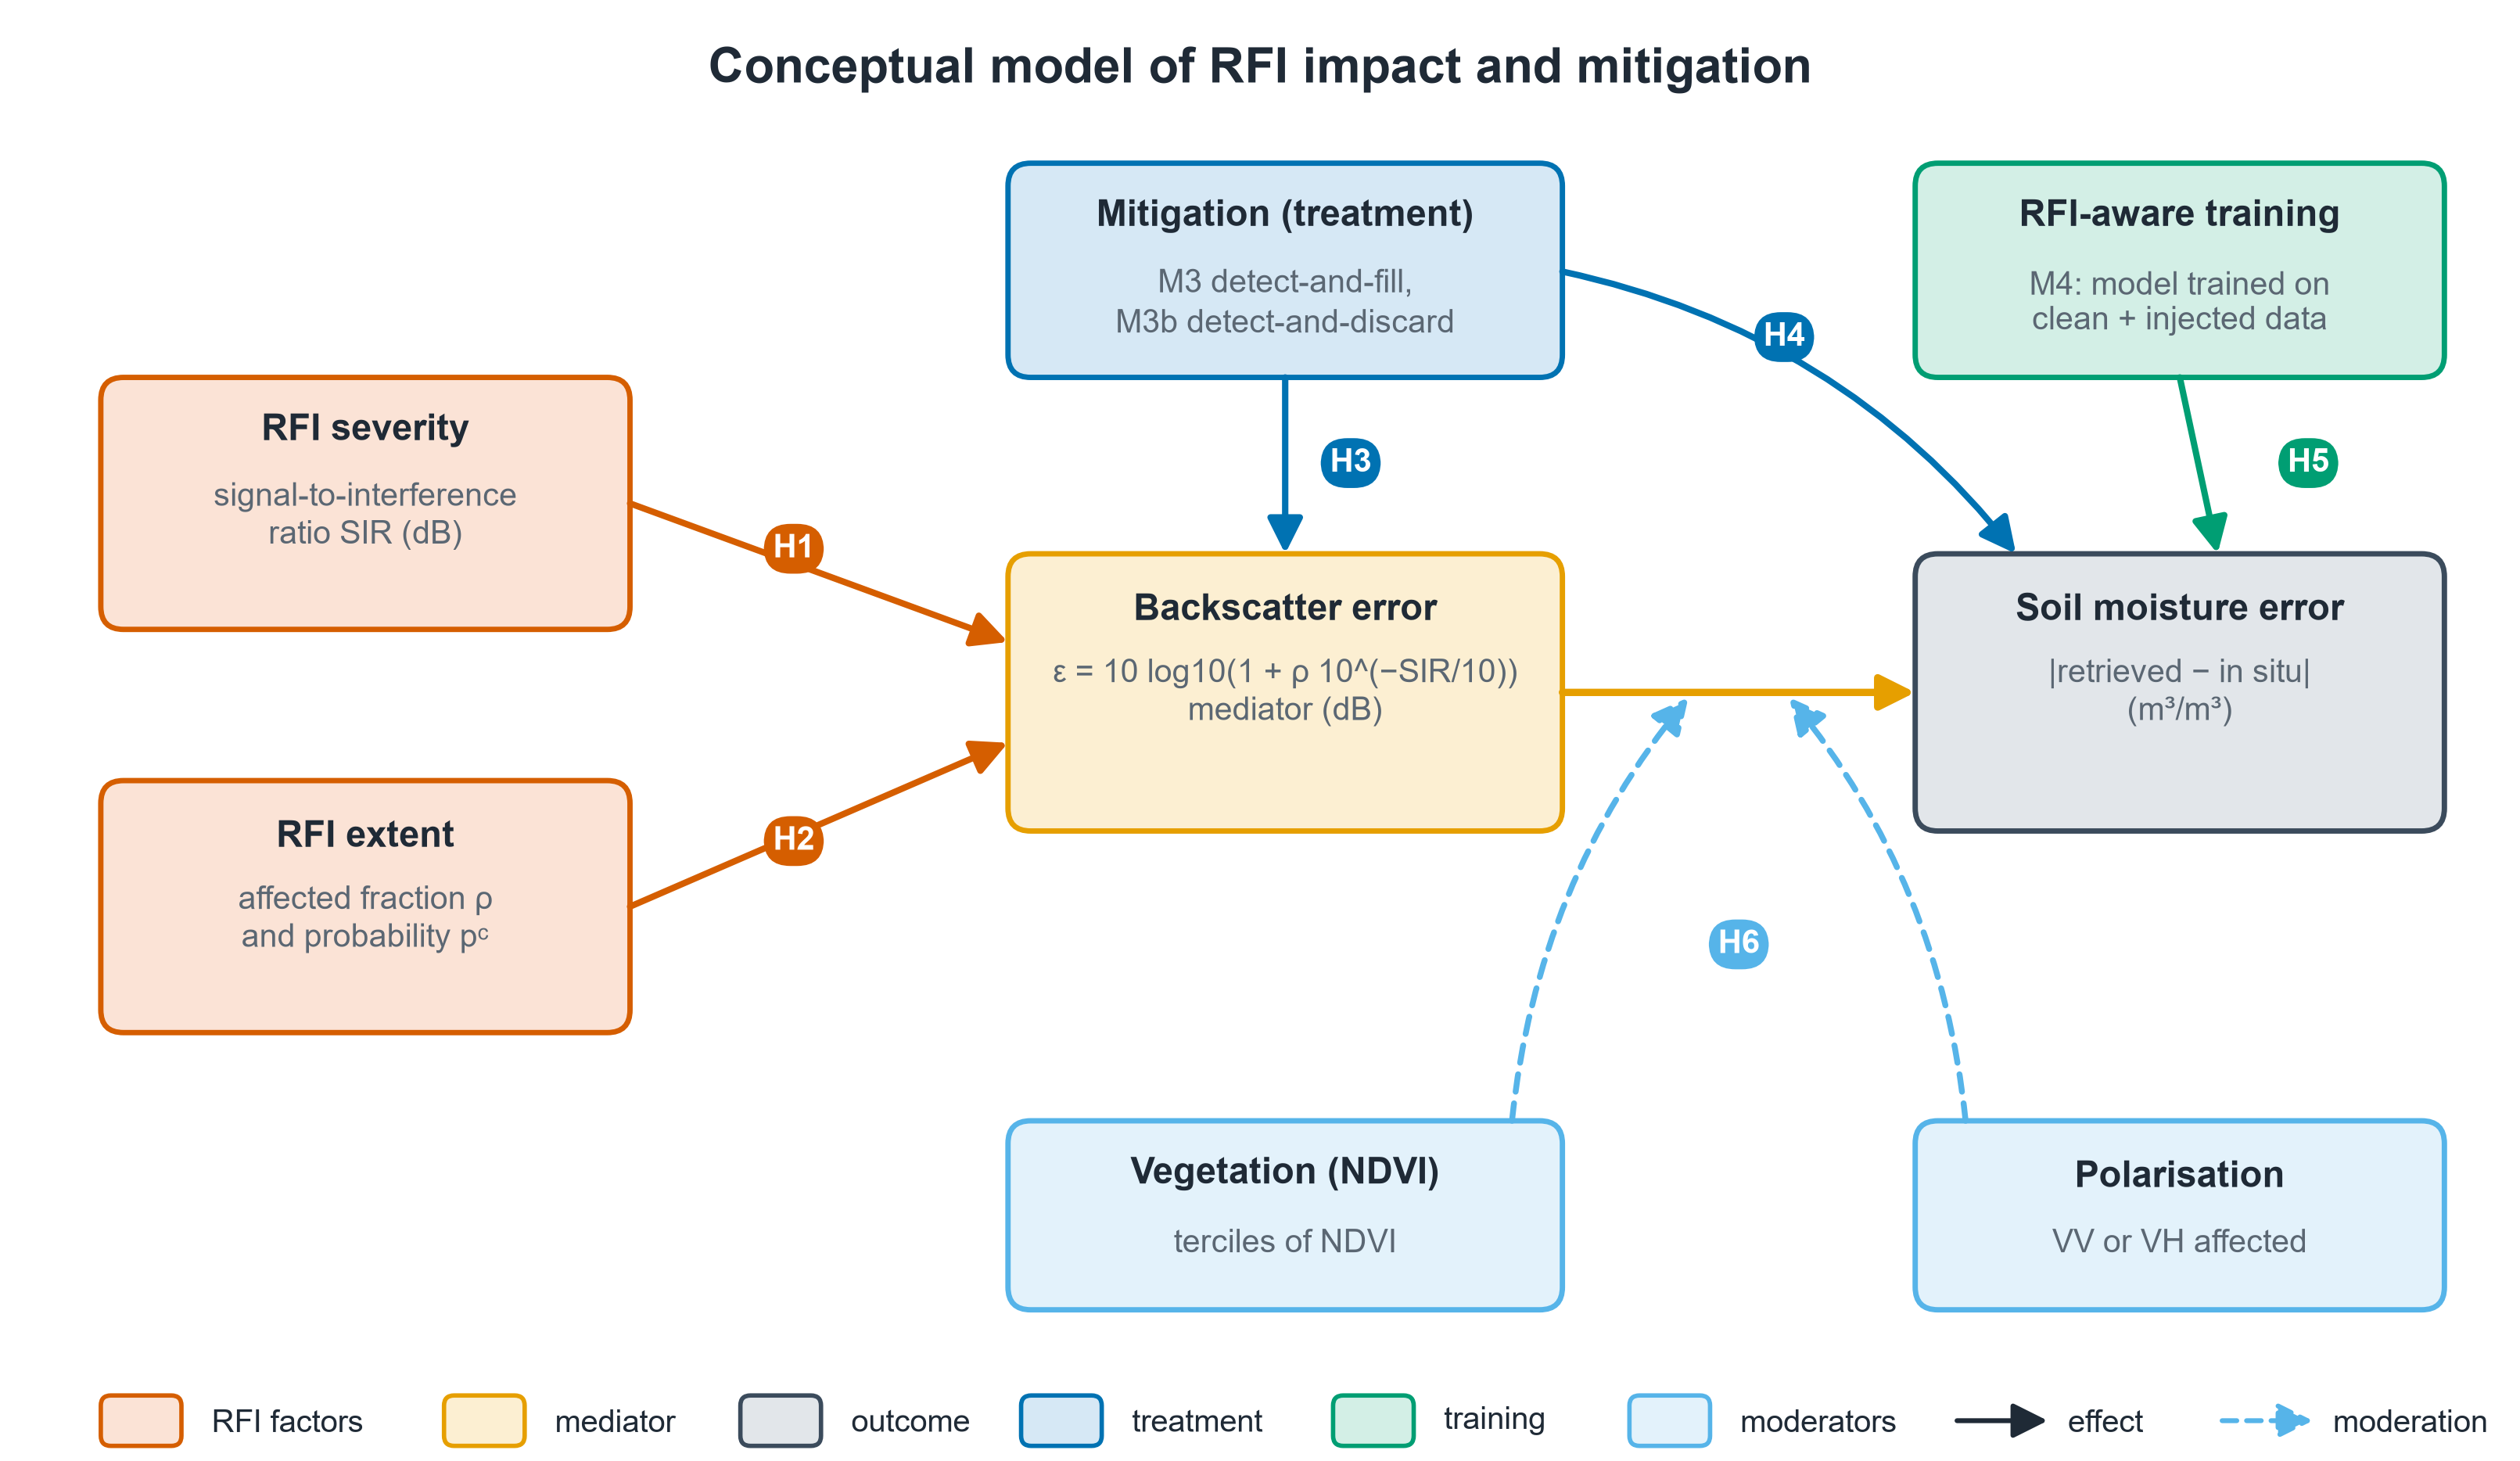 Conceptual model of RFI impact and mitigation
Mitigation (treatment)
M3 detect-and-fill,
M3b detect-and-discard
RFI-aware training
M4: model trained on
clean + injected data
H4
RFI severity
signal-to-interference
ratio SIR (dB)
H3
H5
H1
Backscatter error
ε = 10 log10(1 + ρ 10^(−SIR/10))
mediator (dB)
Soil moisture error
|retrieved − in situ|
(m³/m³)
RFI extent
affected fraction ρ
and probability pᶜ
H2
H6
Vegetation (NDVI)
terciles of NDVI
Polarisation
VV or VH affected
RFI factors
mediator
outcome
treatment
training
moderators
effect
moderation